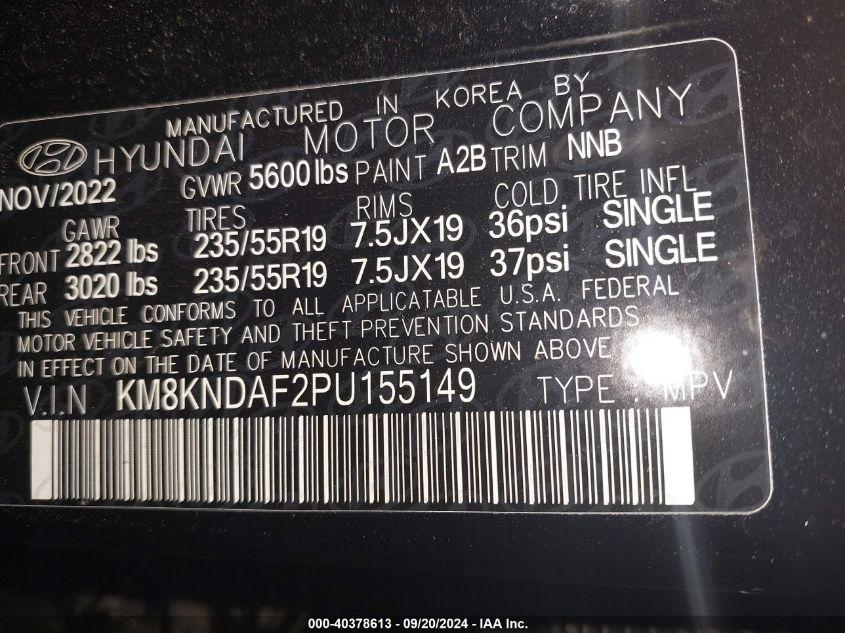 MANUFACTURED IN KOREA BY
HYUNDAI MOTOR COMPANY
NOV/2022 GVWR 5600lbs PAINT A2B TRIM NNB
GAWR TIRES RIMS COLD TIRE INFL
FRONT 2822 lbs 235/55R19 7.5JX19 36psi SINGLE
REAR 3020 lbs 235/55R19 7.5JX19 37psi SINGLE
THIS VEHICLE CONFORMS TO ALL APPLICATABLE U.S.A. FEDERAL
MOTOR VEHICLE SAFETY AND THEFT PREVENTION STANDARDS
IN EFFECT ON THE DATE OF MANUFACTURE SHOWN ABOVE
V.I.N KM8KNDAF2PU155149 TYPE : MPV
000-40378613 - 09/20/2024 - IAA Inc.